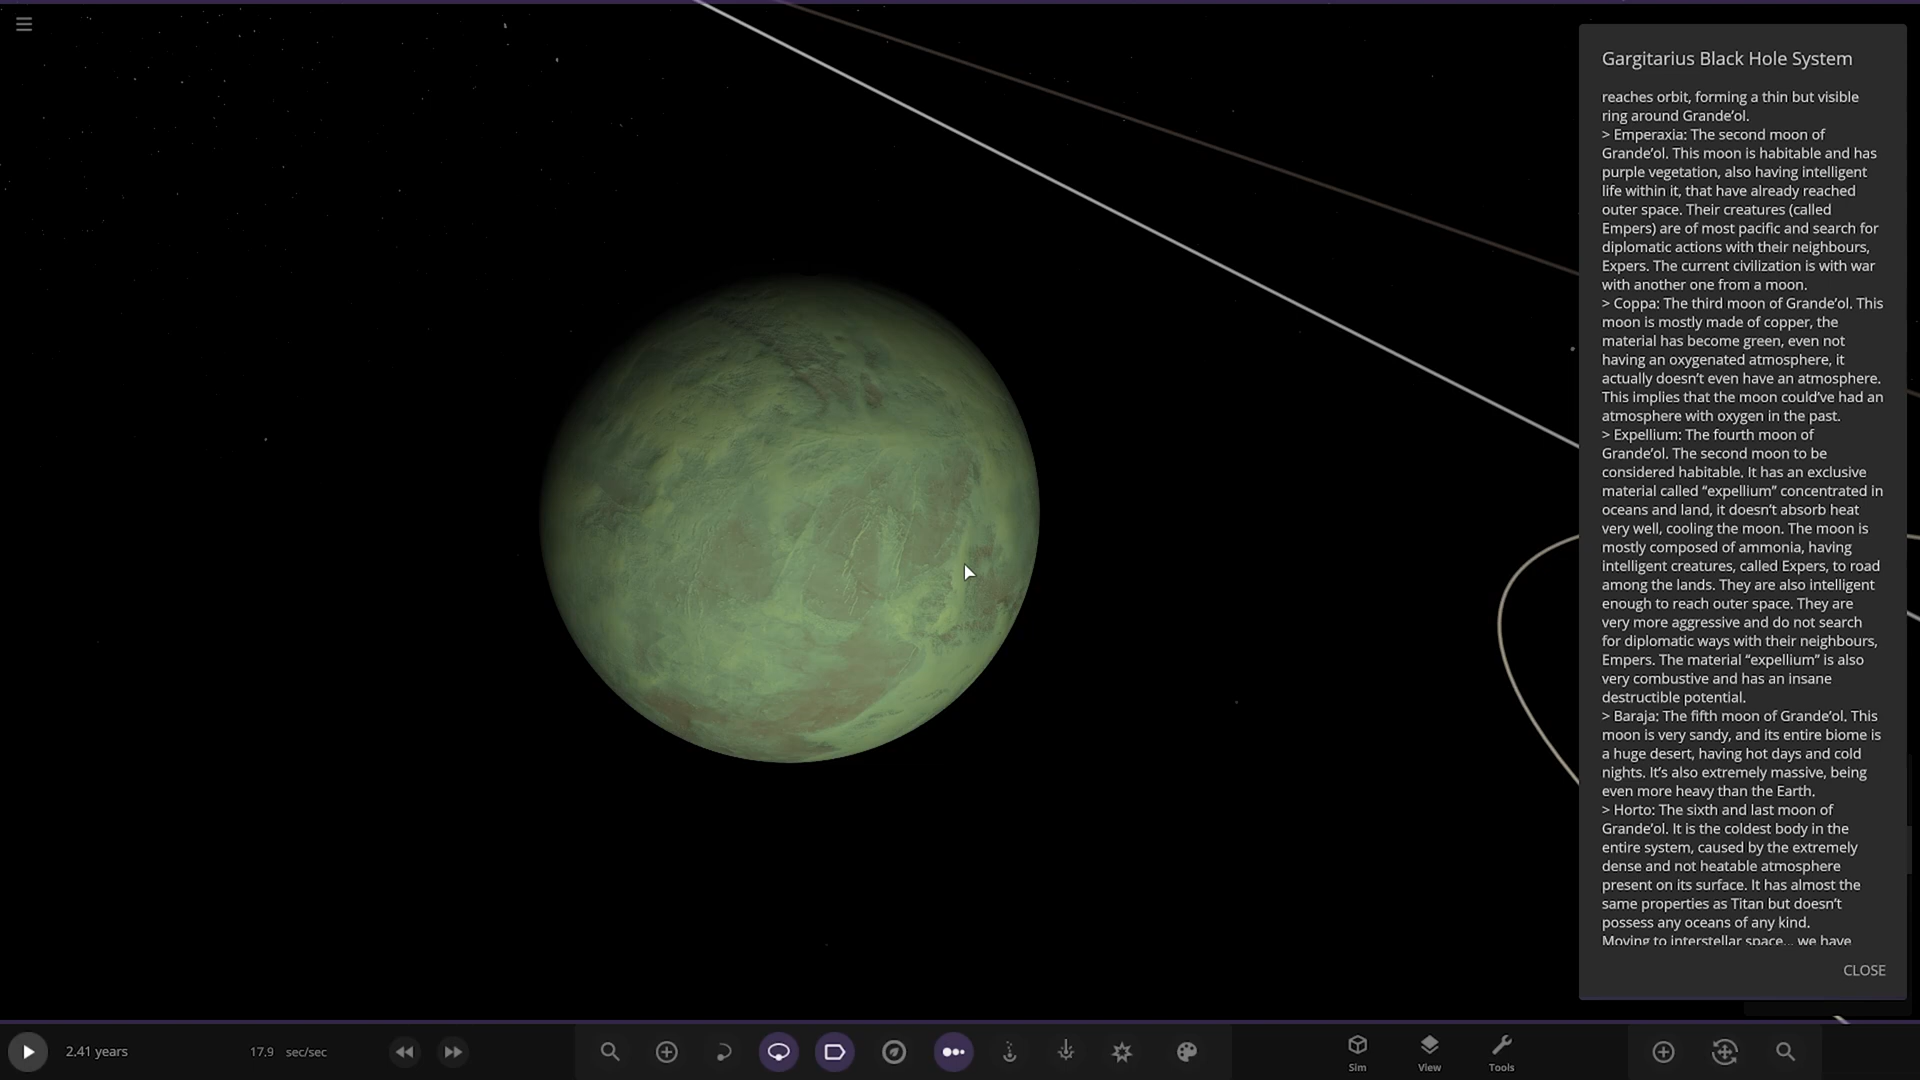 Gargitarius Black Hole System
reaches orbit, forming a thin but visible
ring around Grande’ol.
> Emperaxia: The second moon of
Grande’ol. This moon is habitable and has
purple vegetation, also having intelligent
life within it, that have already reached
outer space. Their creatures (called
Empers) are of most pacific and search for
diplomatic actions with their neighbours,
Expers. The current civilization is with war
with another one from a moon.
> Coppa: The third moon of Grande’ol. This
moon is mostly made of copper, the
material has become green, even not
having an oxygenated atmosphere, it
actually doesn’t even have an atmosphere.
This implies that the moon could’ve had an
atmosphere with oxygen in the past.
> Expellium: The fourth moon of
Grande’ol. The second moon to be
considered habitable. It has an exclusive
material called “expellium” concentrated in
oceans and land, it doesn’t absorb heat
very well, cooling the moon. The moon is
mostly composed of ammonia, having
intelligent creatures, called Expers, to road
among the lands. They are also intelligent
enough to reach outer space. They are
very more aggressive and do not search
for diplomatic ways with their neighbours,
Empers. The material “expellium” is also
very combustive and has an insane
destructible potential.
> Baraja: The fifth moon of Grande’ol. This
moon is very sandy, and its entire biome is
a huge desert, having hot days and cold
nights. It’s also extremely massive, being
even more heavy than the Earth.
> Horto: The sixth and last moon of
Grande’ol. It is the coldest body in the
entire system, caused by the extremely
dense and not heatable atmosphere
present on its surface. It has almost the
same properties as Titan but doesn’t
possess any oceans of any kind.
Moving to interstellar space... we have
CLOSE
2.41 years
17.9 sec/sec
Sim
View
Tools